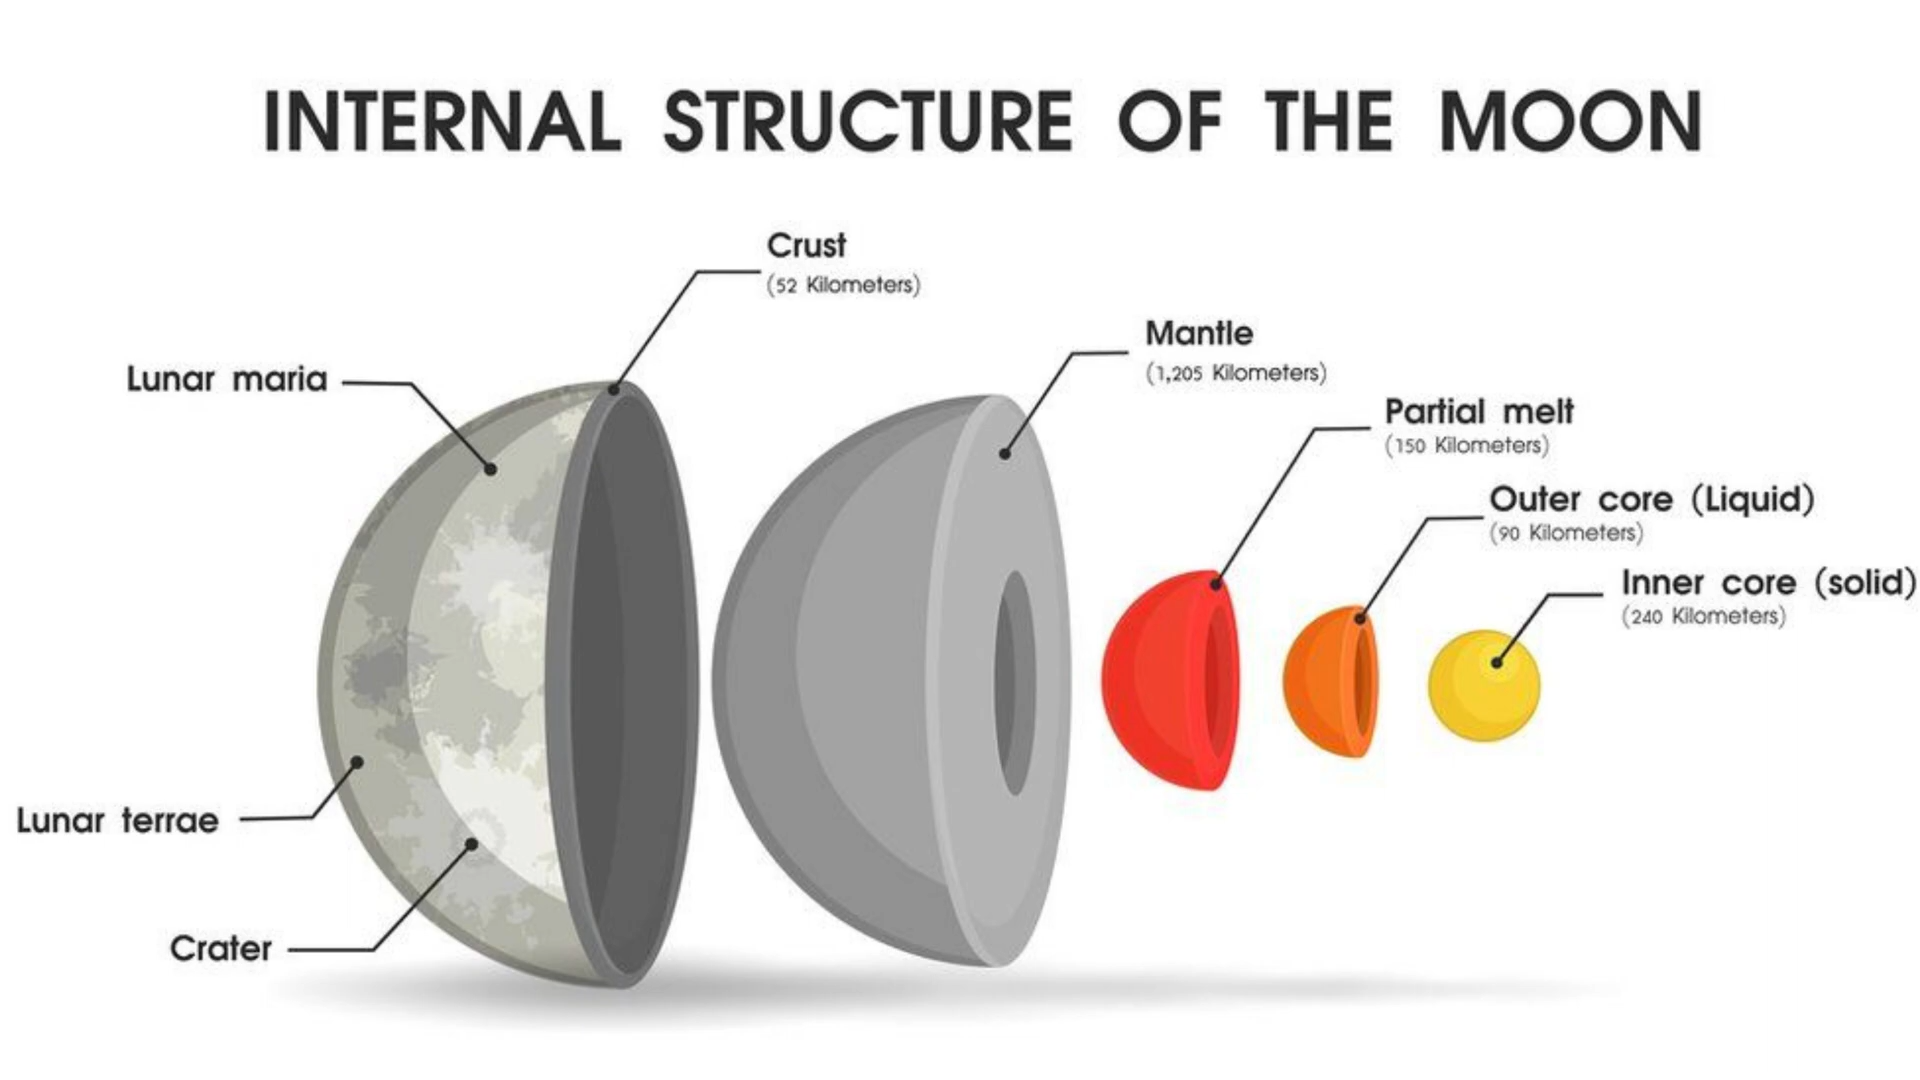 INTERNAL STRUCTURE OF THE MOON
Crust
(52 Kilometers)
Mantle
(1,205 Kilometers)
Lunar maria
Partial melt
(150 Kilometers)
Outer core (Liquid)
(90 Kilometers)
Inner core (solid)
(240 Kilometers)
Lunar terrae
Crater